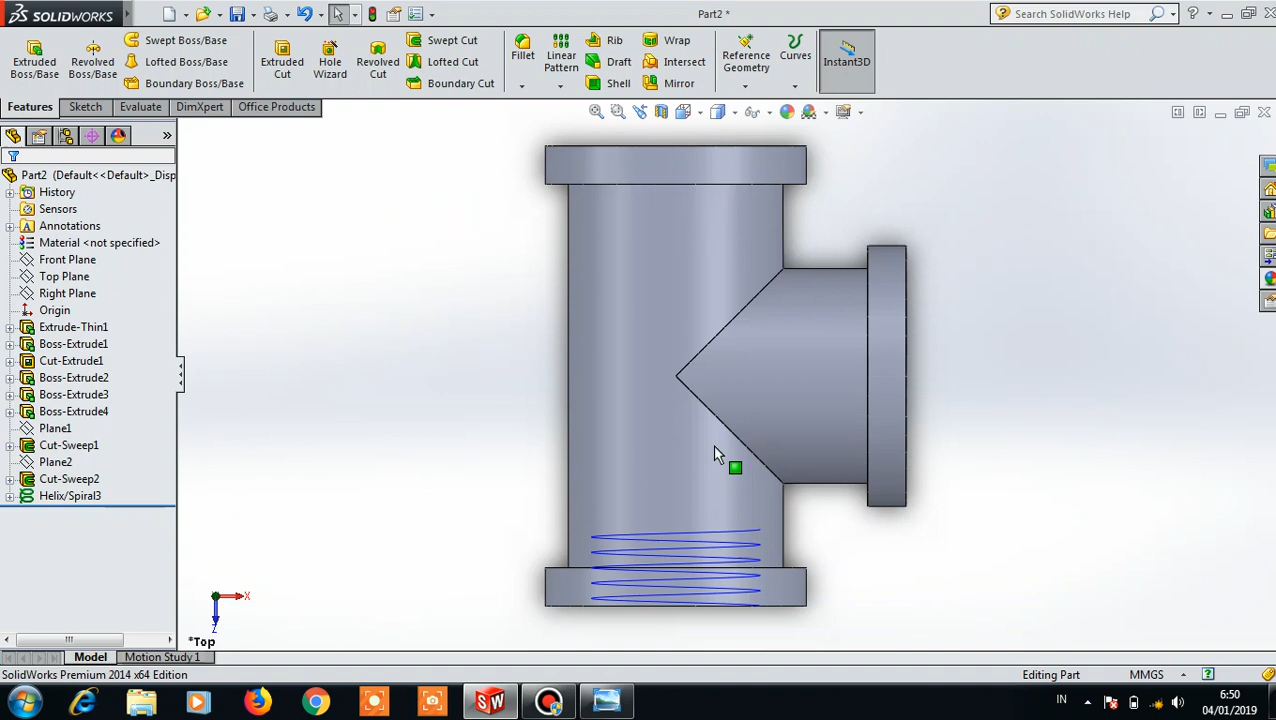 SOLIDWORKS
Part2 *
Search SolidWorks Help
Extruded Boss/Base
Revolved Boss/Base
Swept Boss/Base
Lofted Boss/Base
Boundary Boss/Base
Extruded Cut
Hole Wizard
Revolved Cut
Swept Cut
Lofted Cut
Boundary Cut
Fillet
Linear Pattern
Rib
Draft
Shell
Wrap
Intersect
Mirror
Reference Geometry
Curves
Instant3D
Features
Sketch
Evaluate
DimXpert
Office Products
Part2 (Default<<Default>_Disp
History
Sensors
Annotations
Material <not specified>
Front Plane
Top Plane
Right Plane
Origin
Extrude-Thin1
Boss-Extrude1
Cut-Extrude1
Boss-Extrude2
Boss-Extrude3
Boss-Extrude4
Plane1
Cut-Sweep1
Plane2
Cut-Sweep2
Helix/Spiral3
X
Z
*Top
Model
Motion Study 1
SolidWorks Premium 2014 x64 Edition
Editing Part
MMGS
IN
6:50
04/01/2019